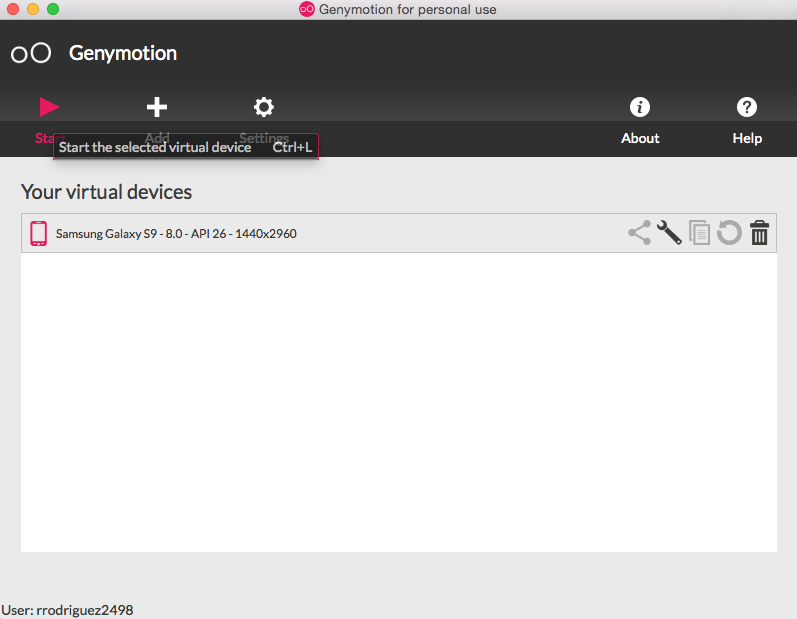 Genymotion for personal use
Genymotion
Start Add Settings About Help
Start the selected virtual device Ctrl+L
Your virtual devices
Samsung Galaxy S9 - 8.0 - API 26 - 1440x2960
User: rrodriguez2498